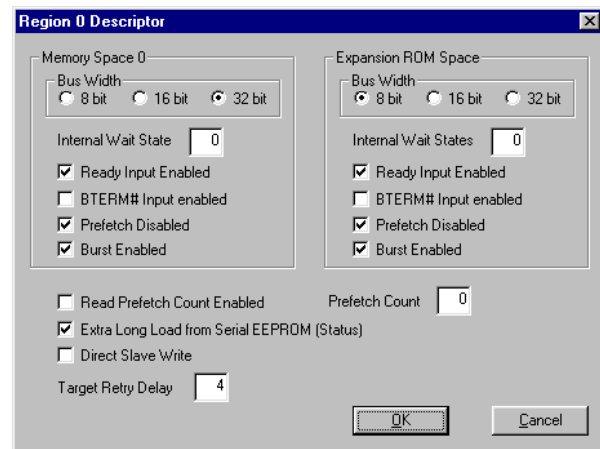 Region 0 Descriptor
Memory Space 0
Bus Width
8 bit 16 bit 32 bit
Internal Wait State 0
Ready Input Enabled
BTERM# Input enabled
Prefetch Disabled
Burst Enabled
Expansion ROM Space
Bus Width
8 bit 16 bit 32 bit
Internal Wait States 0
Ready Input Enabled
BTERM# Input enabled
Prefetch Disabled
Burst Enabled
Read Prefetch Count Enabled
Prefetch Count 0
Extra Long Load from Serial EEPROM (Status)
Direct Slave Write
Target Retry Delay 4
OK
Cancel